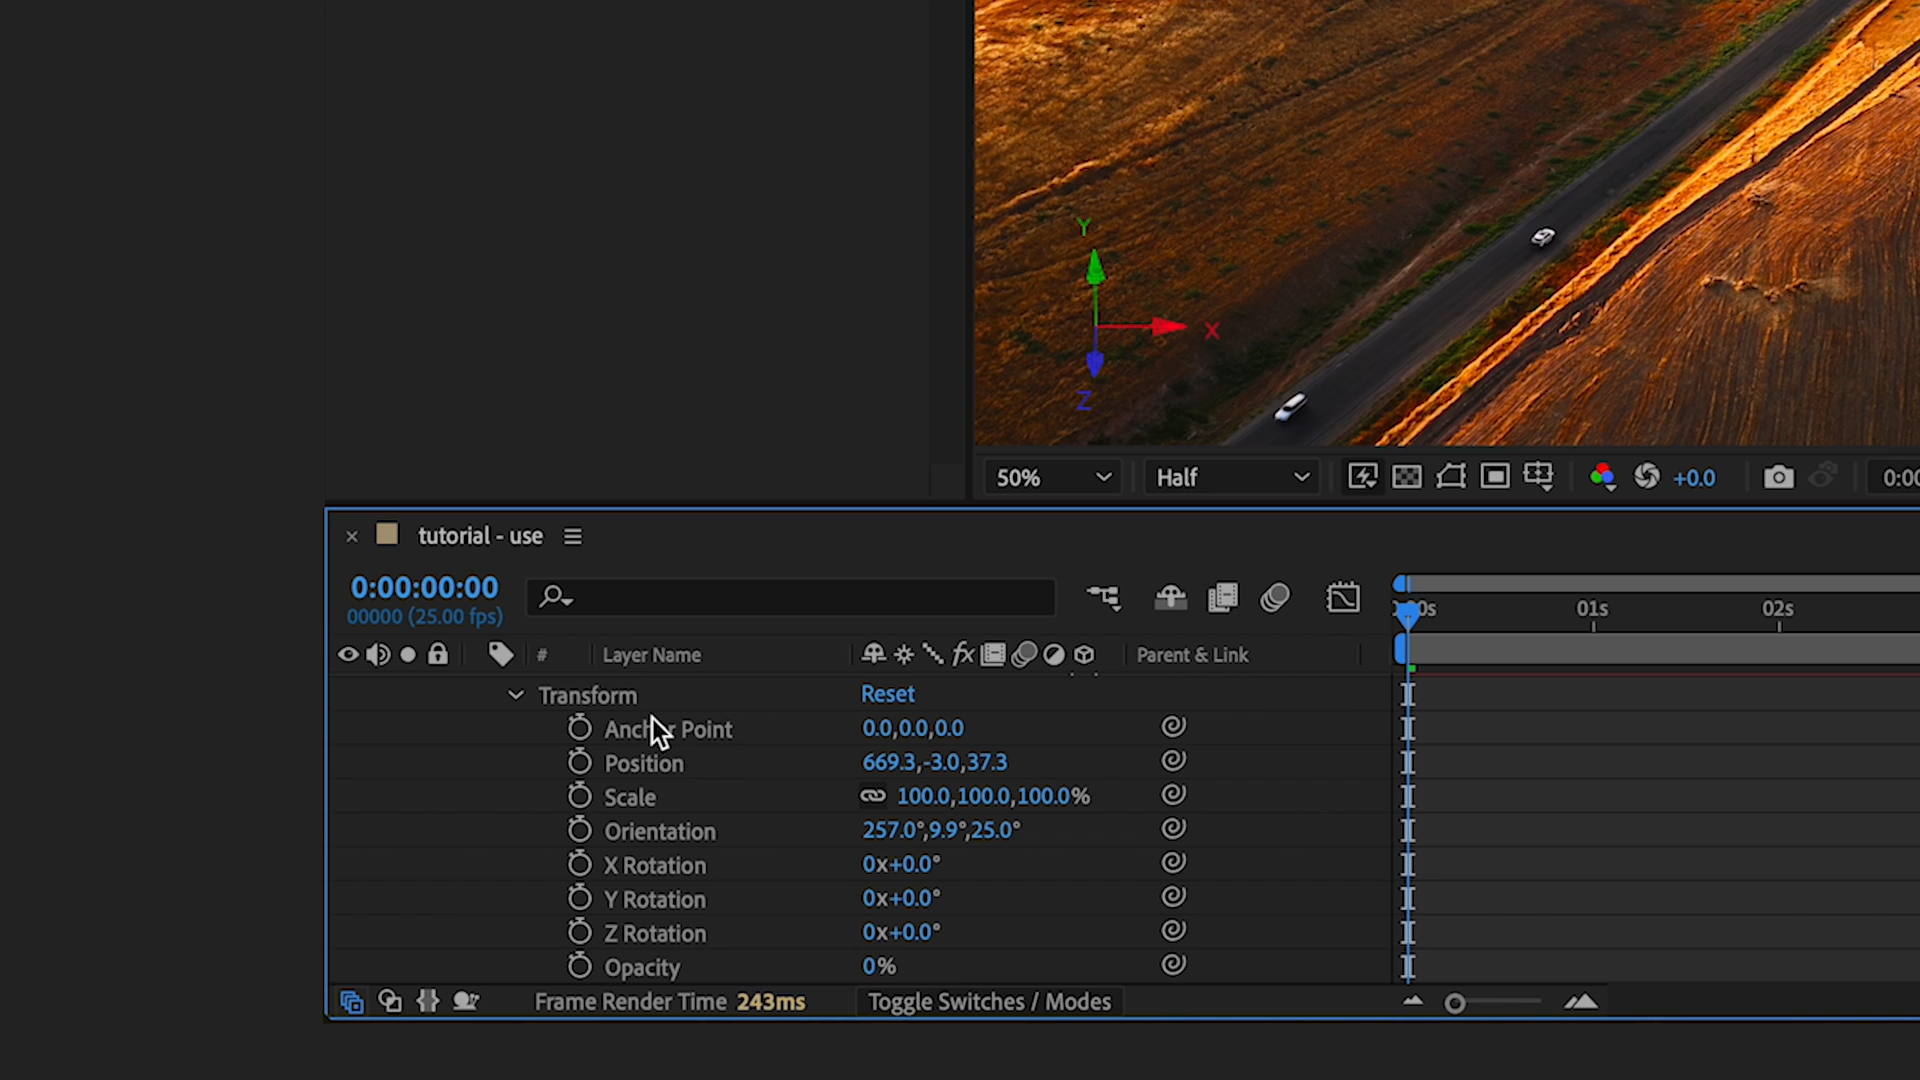 Y
X
Z
50% Half +0.0 0:00
tutorial - use
0:00:00:00
00000 (25.00 fps)
01s 02s
# Layer Name fx Parent & Link
Transform Reset
Anchor Point 0.0,0.0,0.0
Position 669.3,-3.0,37.3
Scale 100.0,100.0,100.0%
Orientation 257.0°,9.9°,25.0°
X Rotation 0x+0.0°
Y Rotation 0x+0.0°
Z Rotation 0x+0.0°
Opacity 0%
Frame Render Time 243ms Toggle Switches / Modes